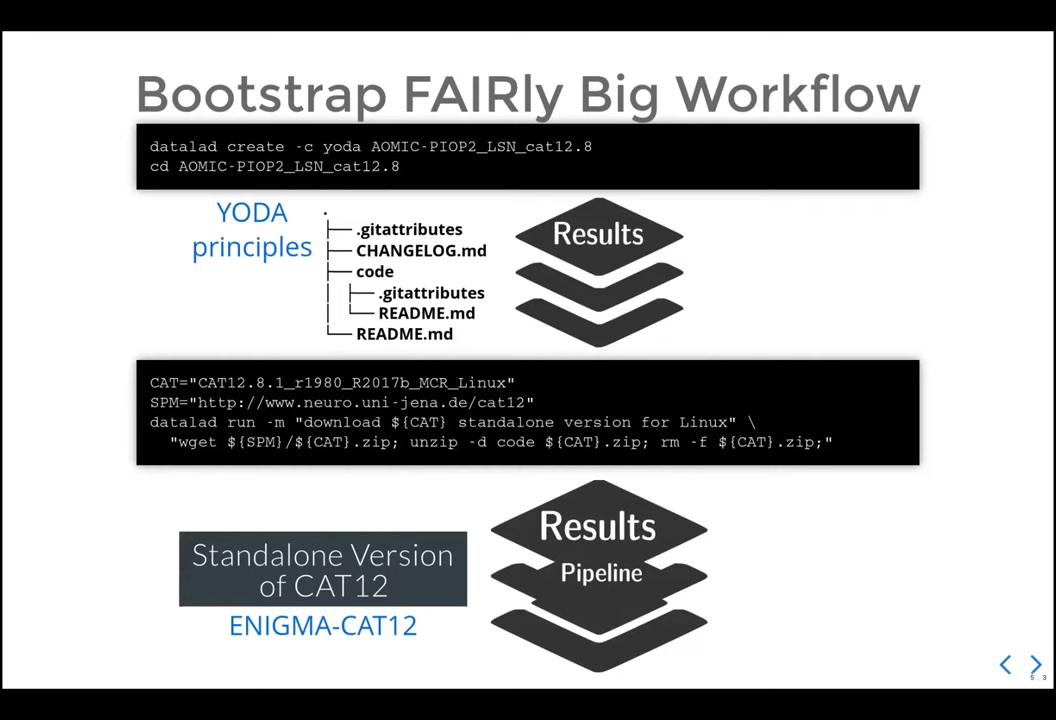 Bootstrap FAIRly Big Workflow
datalad create -c yoda AOMIC-PIOP2_LSN_cat12.8
cd AOMIC-PIOP2_LSN_cat12.8
YODA
principles
.
├── .gitattributes
├── CHANGELOG.md
├── code
│   ├── .gitattributes
│   └── README.md
└── README.md
Results
CAT="CAT12.8.1_r1980_R2017b_MCR_Linux"
SPM="http://www.neuro.uni-jena.de/cat12"
datalad run -m "download ${CAT} standalone version for Linux" \
  "wget ${SPM}/${CAT}.zip; unzip -d code ${CAT}.zip; rm -f ${CAT}.zip;"
Standalone Version
of CAT12
ENIGMA-CAT12
Results
Pipeline
5.3